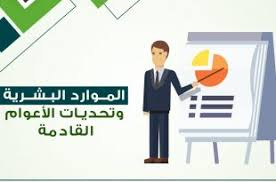 الموارد البشرية
وتحديات الأعوام
القادمة